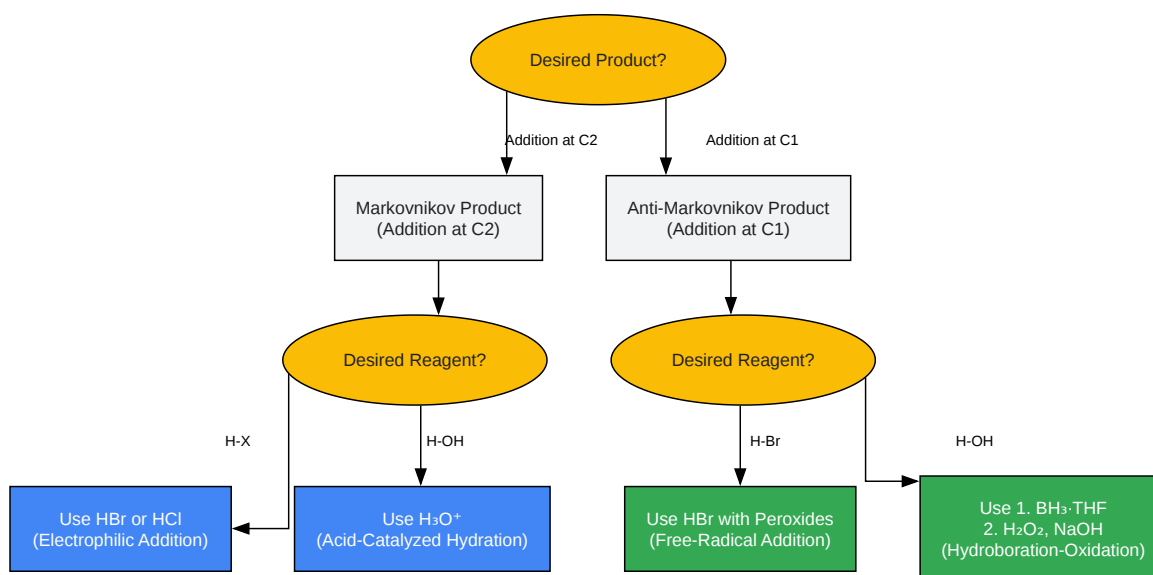 Desired Product?
Addition at C2
Addition at C1
Markovnikov Product
(Addition at C2)
Anti-Markovnikov Product
(Addition at C1)
Desired Reagent?
Desired Reagent?
H-X
H-OH
H-Br
H-OH
Use HBr or HCl
(Electrophilic Addition)
Use H₃O⁺
(Acid-Catalyzed Hydration)
Use HBr with Peroxides
(Free-Radical Addition)
Use 1. BH₃·THF
2. H₂O₂, NaOH
(Hydroboration-Oxidation)